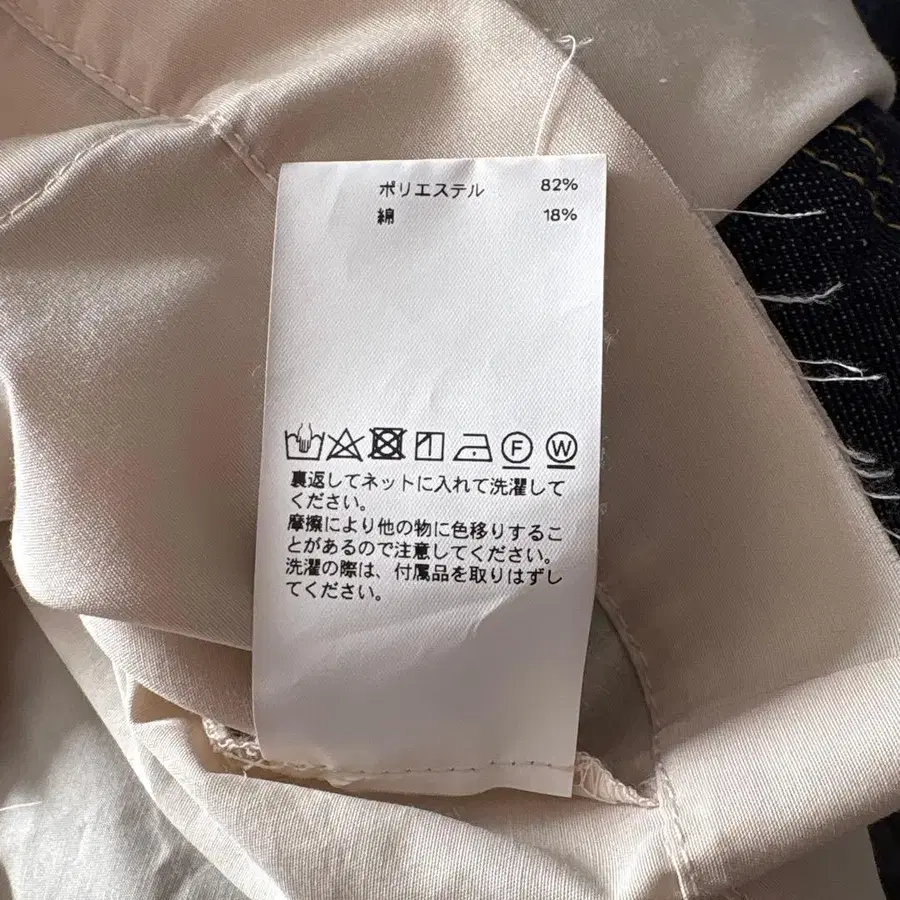 ポリエステル 82%
綿 18%
F W
裏返してネットに入れて洗濯して
ください。
摩擦により他の物に色移りするこ
とがあるので注意してください。
洗濯の際は、付属品を取りはずし
てください。